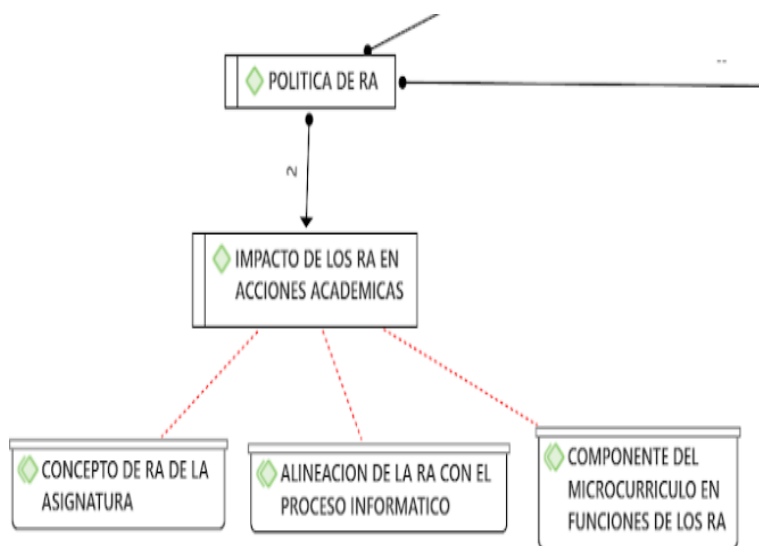 POLITICA DE RA
--
2
IMPACTO DE LOS RA EN
ACCIONES ACADEMICAS
CONCEPTO DE RA DE LA
ASIGNATURA
ALINEACION DE LA RA CON EL
PROCESO INFORMATICO
COMPONENTE DEL
MICROCURRICULO EN
FUNCIONES DE LOS RA